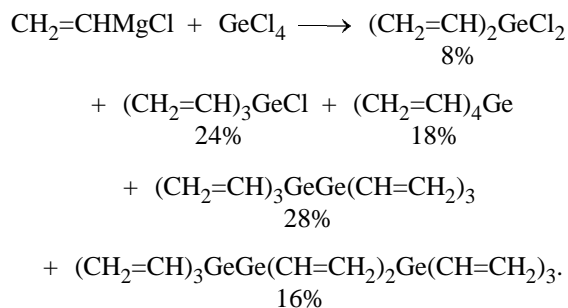 CH₂=CHMgCl + GeCl₄ ⟶ (CH₂=CH)₂GeCl₂
8%
+ (CH₂=CH)₃GeCl + (CH₂=CH)₄Ge
24% 18%
+ (CH₂=CH)₃GeGe(CH=CH₂)₃
28%
+ (CH₂=CH)₃GeGe(CH=CH₂)₂Ge(CH=CH₂)₃.
16%